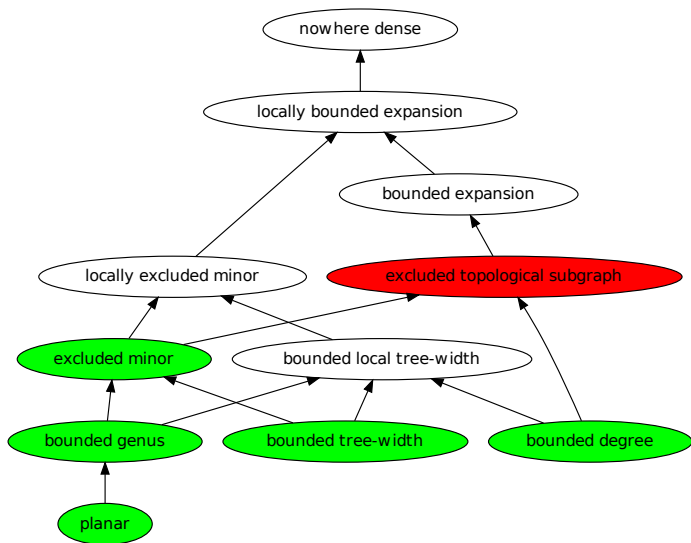 nowhere dense
locally bounded expansion
bounded expansion
locally excluded minor
excluded topological subgraph
excluded minor
bounded local tree-width
bounded genus
bounded tree-width
bounded degree
planar